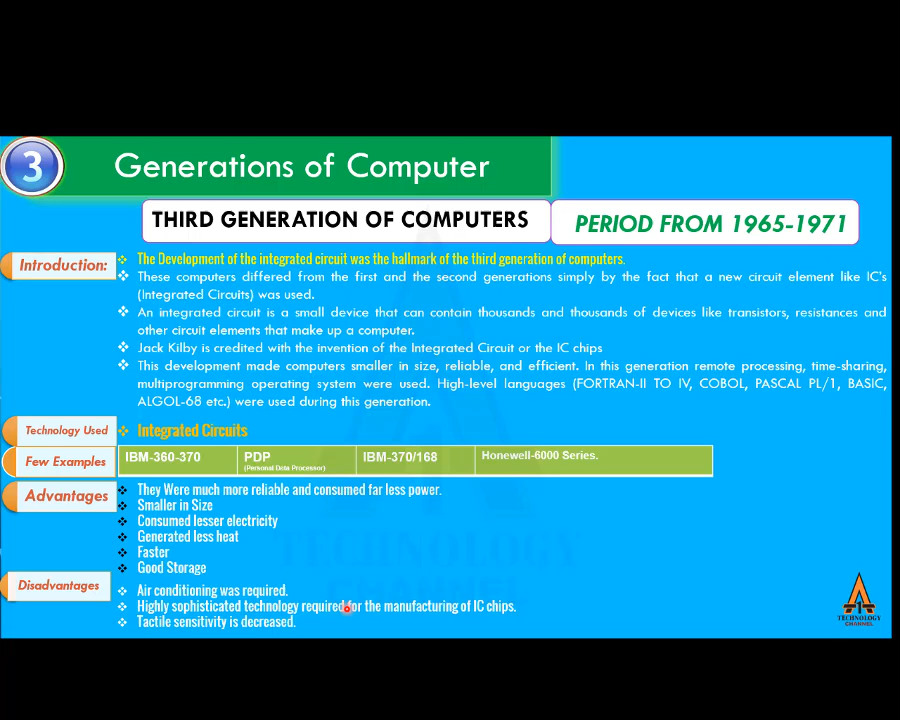 3
Generations of Computer
THIRD GENERATION OF COMPUTERS
PERIOD FROM 1965-1971
Introduction:
❖ The Development of the integrated circuit was the hallmark of the third generation of computers.
❖ These computers differed from the first and the second generations simply by the fact that a new circuit element like IC's
(Integrated Circuits) was used.
❖ An integrated circuit is a small device that can contain thousands and thousands of devices like transistors, resistances and
other circuit elements that make up a computer.
❖ Jack Kilby is credited with the invention of the Integrated Circuit or the IC chips
❖ This development made computers smaller in size, reliable, and efficient. In this generation remote processing, time-sharing,
multiprogramming operating system were used. High-level languages (FORTRAN-II TO IV, COBOL, PASCAL PL/1, BASIC,
ALGOL-68 etc.) were used during this generation.
Technology Used
❖ Integrated Circuits
Few Examples
IBM-360-370
PDP
(Personal Data Processor)
IBM-370/168
Honewell-6000 Series.
Advantages
❖ They Were much more reliable and consumed far less power.
❖ Smaller in Size
❖ Consumed lesser electricity
❖ Generated less heat
❖ Faster
❖ Good Storage
Disadvantages
❖ Air conditioning was required.
❖ Highly sophisticated technology required for the manufacturing of IC chips.
❖ Tactile sensitivity is decreased.
TECHNOLOGY
CHANNEL
TECHNOLOGY
CHANNEL